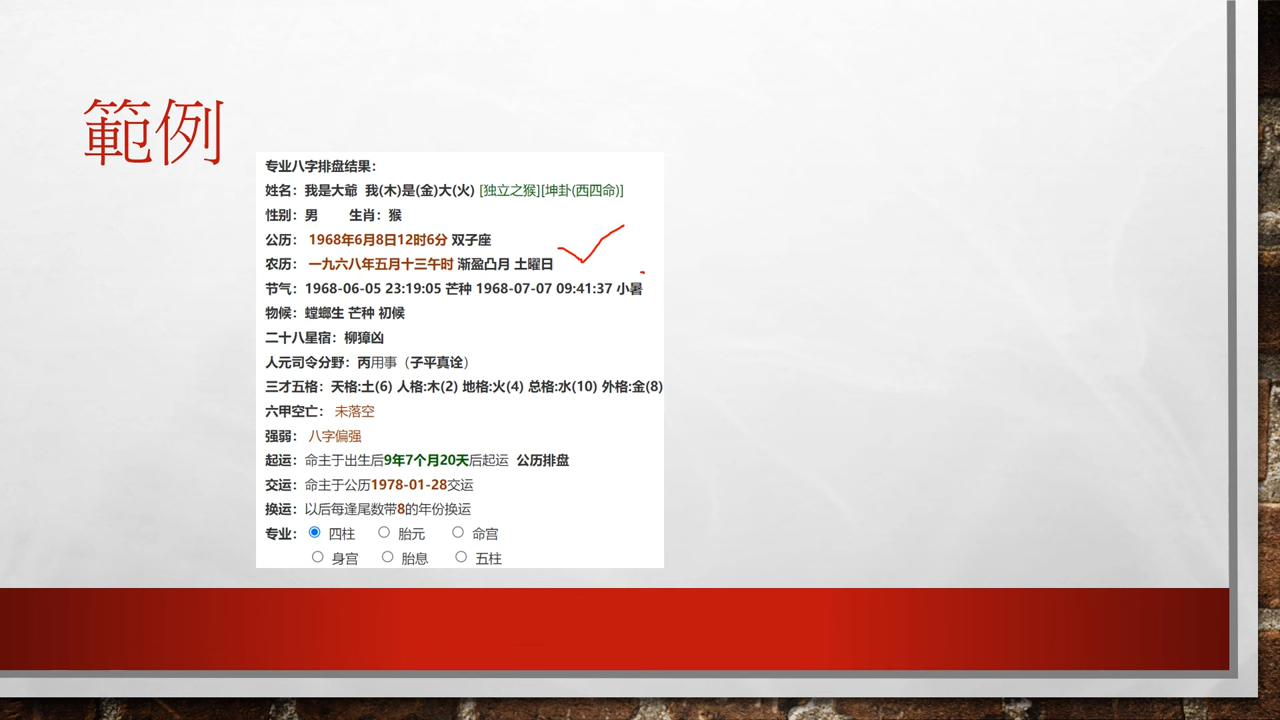 範例
专业八字排盘结果：
姓名：我是大爺 我(木)是(金)大(火) [独立之猴][坤卦(西四命)]
性别：男 生肖：猴
公历： 1968年6月8日12时6分 双子座
农历： 一九六八年五月十三午时 渐盈凸月 土曜日
节气：1968-06-05 23:19:05 芒种 1968-07-07 09:41:37 小暑
物候：螳螂生 芒种 初候
二十八星宿：柳獐凶
人元司令分野：丙用事（子平真诠）
三才五格：天格:土(6) 人格:木(2) 地格:火(4) 总格:水(10) 外格:金(8)
六甲空亡： 未落空
强弱： 八字偏强
起运：命主于出生后9年7个月20天后起运 公历排盘
交运：命主于公历1978-01-28交运
换运：以后每逢尾数带8的年份换运
专业： 四柱 胎元 命宫
身宫 胎息 五柱